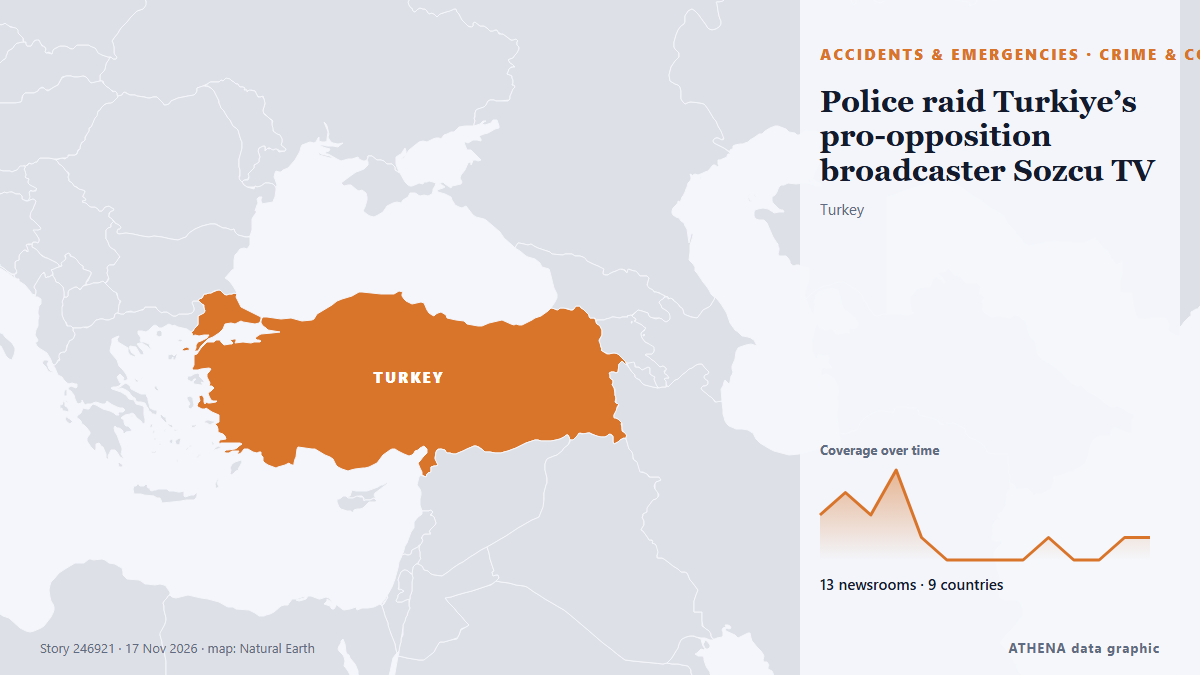 ACCIDENTS & EMERGENCIES · CRIME &
Police raid Turkiye’s
pro-opposition
broadcaster Sozcu TV
Turkey
TURKEY
Coverage over time
13 newsrooms · 9 countries
Story 246921 · 17 Nov 2026 · map: Natural Earth
ATHENA data graphic